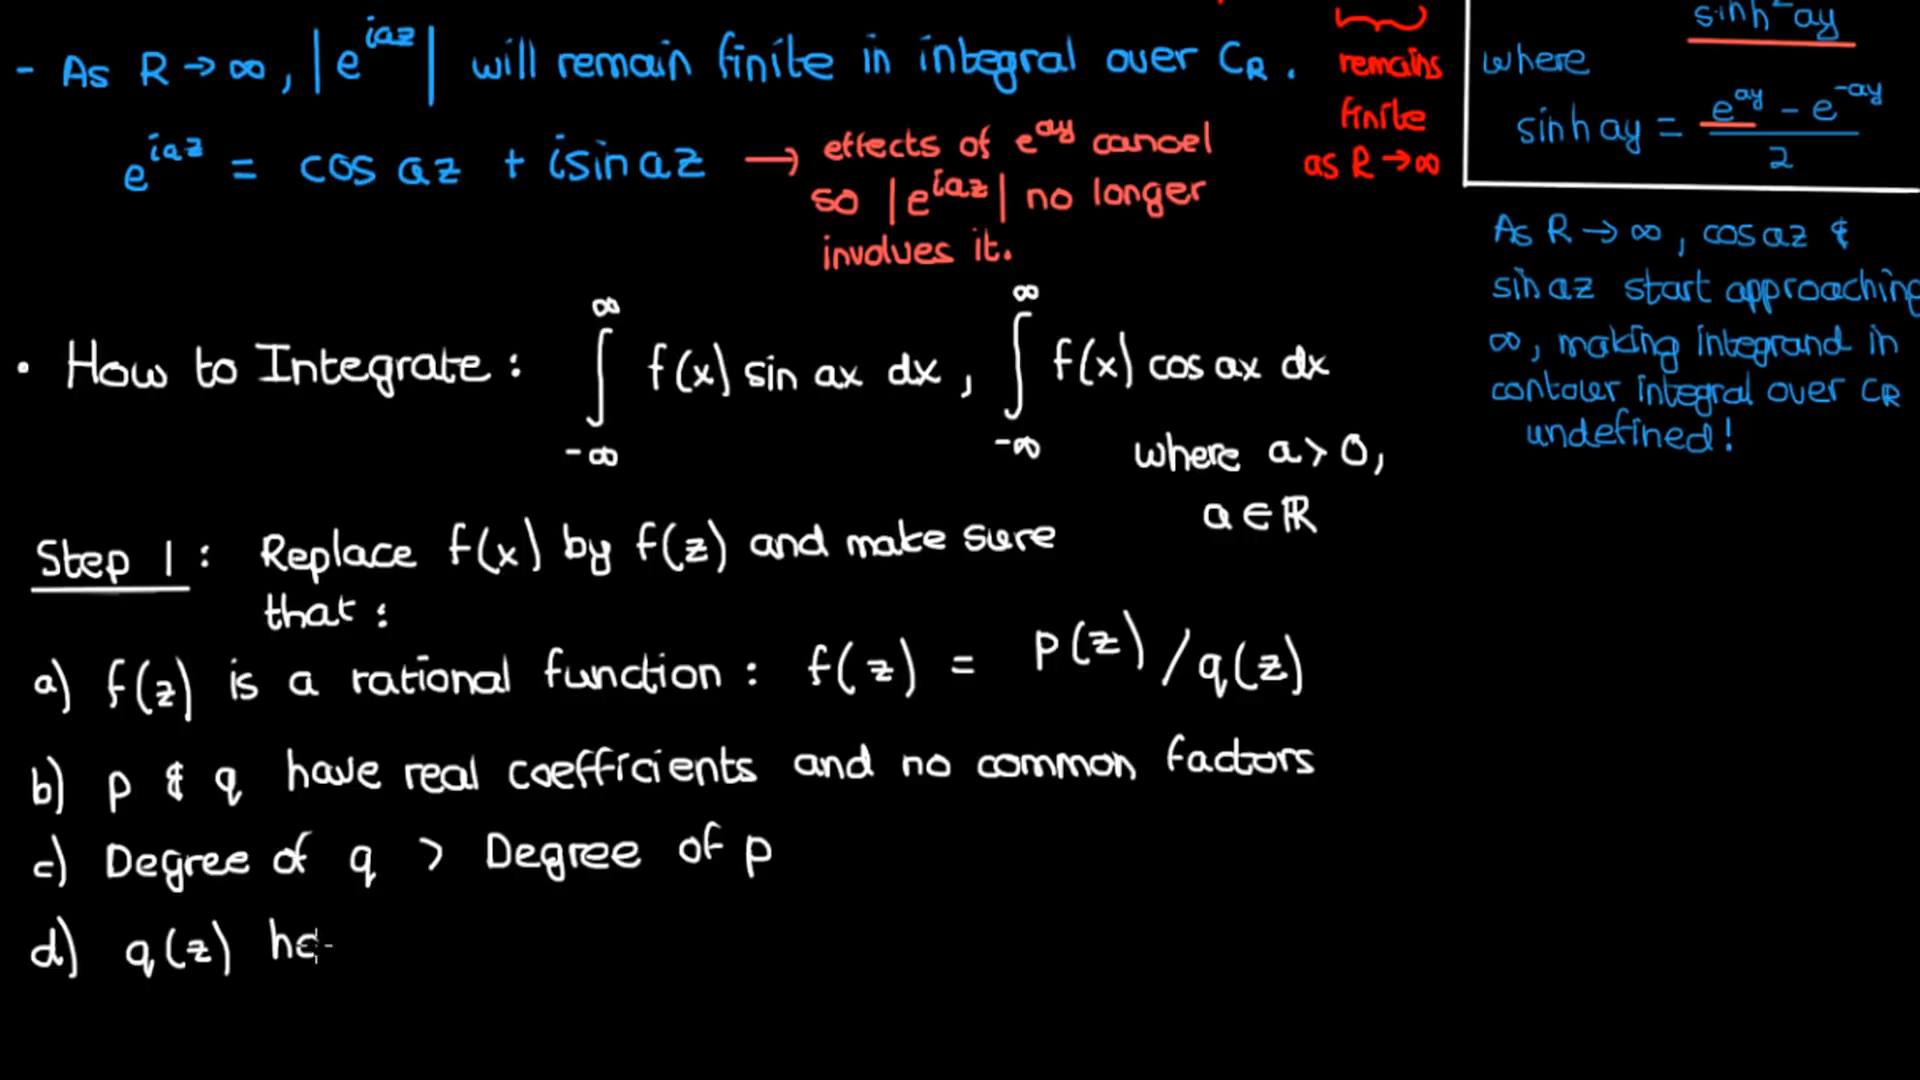 - As R → ∞, |e^{iaz}| will remain finite in integral over C_R.
e^{iaz} = cos az + i sin az → effects of e^{ay} cancel
so |e^{iaz}| no longer
involves it.
remains
finite
as R → ∞
sinh² ay
where
sinh ay = (e^{ay} - e^{-ay}) / 2
As R → ∞, cos az &
sin az start approaching
∞, making integrand in
contour integral over C_R
undefined!
• How to Integrate : ∫_{-∞}^{∞} f(x) sin ax dx, ∫_{-∞}^{∞} f(x) cos ax dx
where a > 0,
a ∈ ℝ
Step 1 : Replace f(x) by f(z) and make sure
that :
a) f(z) is a rational function : f(z) = p(z)/q(z)
b) p & q have real coefficients and no common factors
c) Degree of q > Degree of p
d) q(z) ha